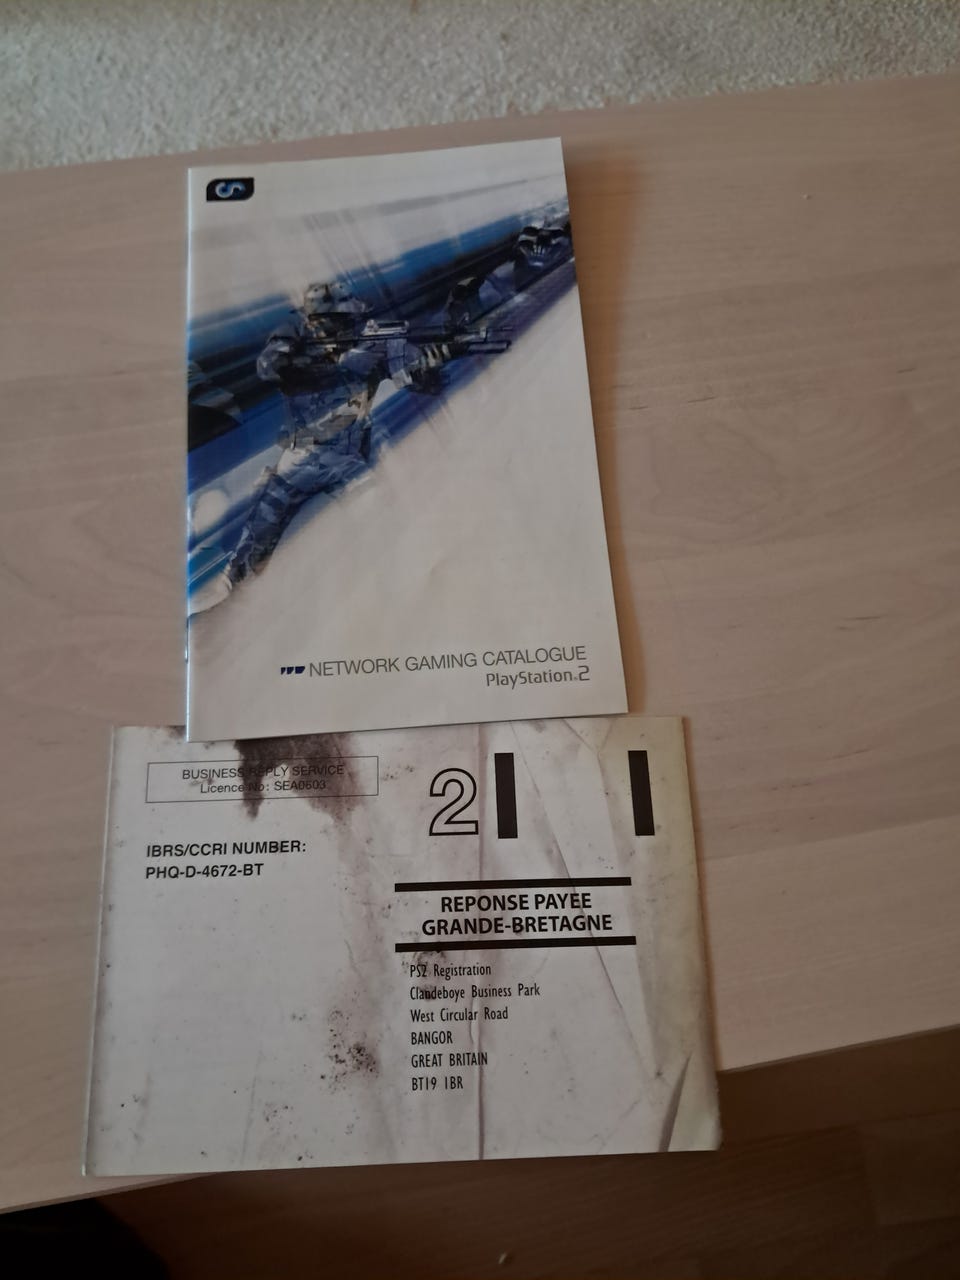 NETWORK GAMING CATALOGUE
PlayStation®2
BUSINESS REPLY SERVICE
Licence No: SEA0603
IBRS/CCRI NUMBER:
PHQ-D-4672-BT
2
REPONSE PAYEE
GRANDE-BRETAGNE
PS2 Registration
Clandeboye Business Park
West Circular Road
BANGOR
GREAT BRITAIN
BT19 1BR